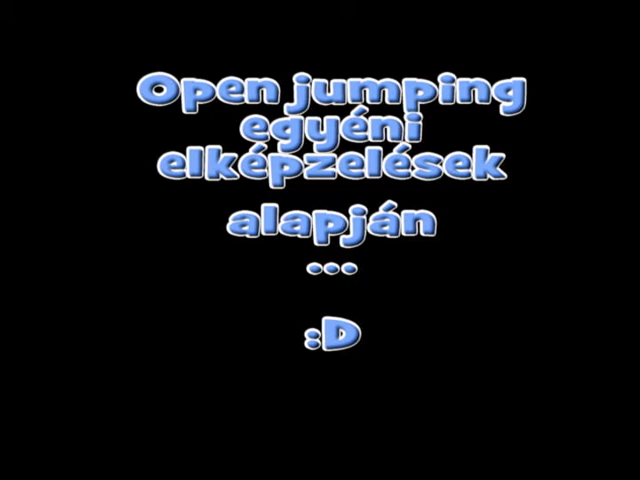 Open jumping
egyéni
elképzelések
alapján
...
:D